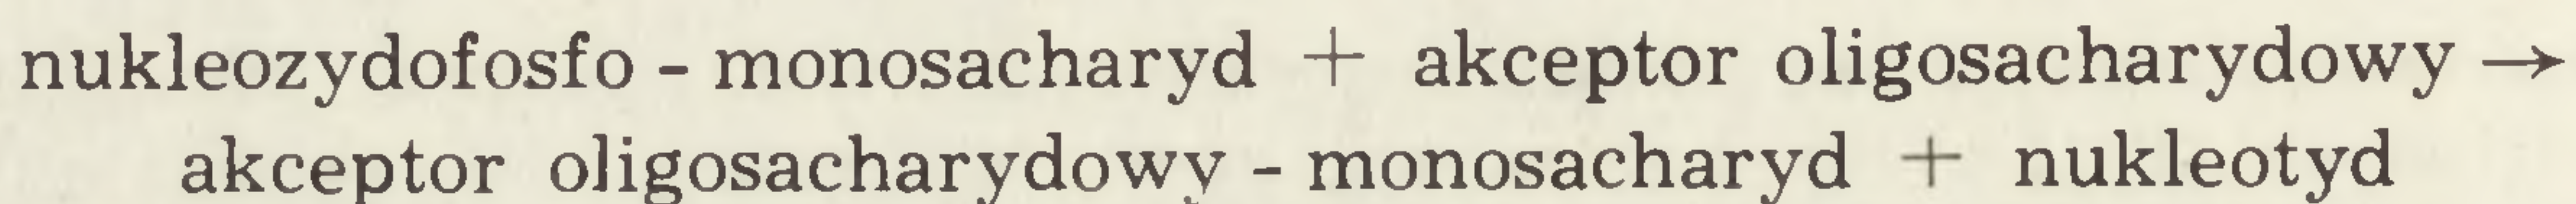 nukleozydofosfo - monosacharyd + akceptor oligosacharydowy →
akceptor oligosacharydowy - monosacharyd + nukleotyd